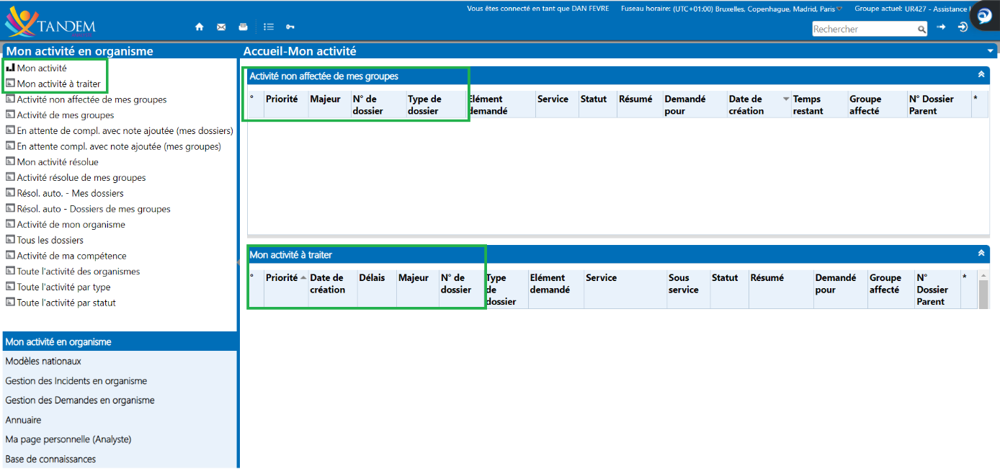 Vous êtes connecté en tant que DAN FEVRE Fuseau horaire: (UTC+01:00) Bruxelles, Copenhague, Madrid, Paris Groupe actuel: UR427 - Assistance
TANDEM
Rechercher
Mon activité en organisme
Mon activité
Mon activité à traiter
Activité non affectée de mes groupes
Activité de mes groupes
En attente de compl. avec note ajoutée (mes dossiers)
En attente compl. avec note ajoutée (mes groupes)
Mon activité résolue
Activité résolue de mes groupes
Résol. auto. - Mes dossiers
Résol. auto - Dossiers de mes groupes
Activité de mon organisme
Tous les dossiers
Activité de ma compétence
Toute l'activité des organismes
Toute l'activité par type
Toute l'activité par statut
Mon activité en organisme
Modèles nationaux
Gestion des Incidents en organisme
Gestion des Demandes en organisme
Annuaire
Ma page personnelle (Analyste)
Base de connaissances
Accueil-Mon activité
Activité non affectée de mes groupes
° Priorité Majeur N° de Type de Elément Service Statut Résumé Demandé Date de Temps Groupe N° Dossier *
dossier dossier demandé pour création restant affecté Parent
Mon activité à traiter
° Priorité Date de Délais Majeur N° de Type Elément Service Sous Statut Résumé Demandé Groupe N° *
création dossier de demandé service pour affecté Dossier
dossier Parent